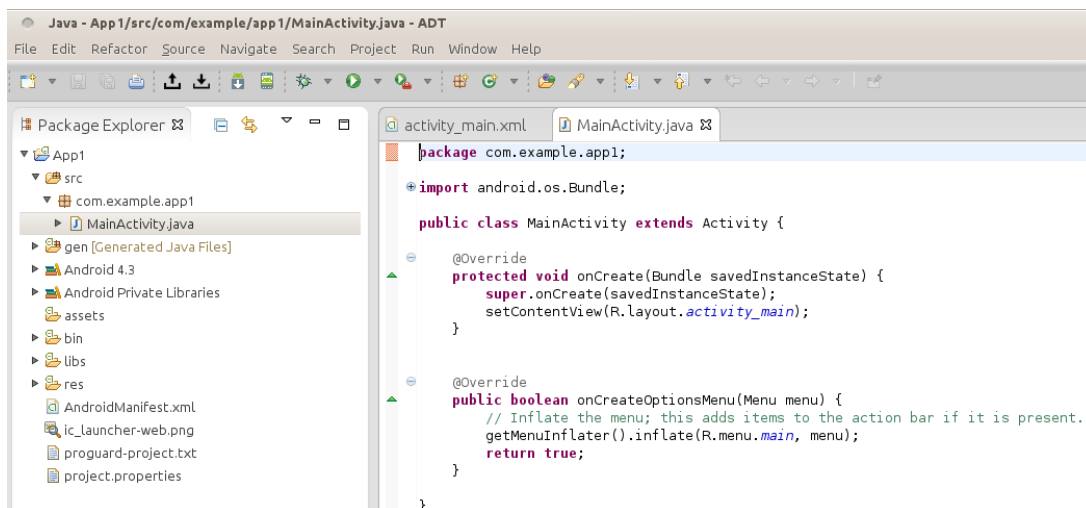 Java - App1/src/com/example/app1/MainActivity.java - ADT
File Edit Refactor Source Navigate Search Project Run Window Help
Package Explorer
App1
src
com.example.app1
MainActivity.java
gen [Generated Java Files]
Android 4.3
Android Private Libraries
assets
bin
libs
res
AndroidManifest.xml
ic_launcher-web.png
proguard-project.txt
project.properties
activity_main.xml MainActivity.java
package com.example.app1;
import android.os.Bundle;
public class MainActivity extends Activity {
@Override
protected void onCreate(Bundle savedInstanceState) {
super.onCreate(savedInstanceState);
setContentView(R.layout.activity_main);
}
@Override
public boolean onCreateOptionsMenu(Menu menu) {
// Inflate the menu; this adds items to the action bar if it is present.
getMenuInflater().inflate(R.menu.main, menu);
return true;
}
}